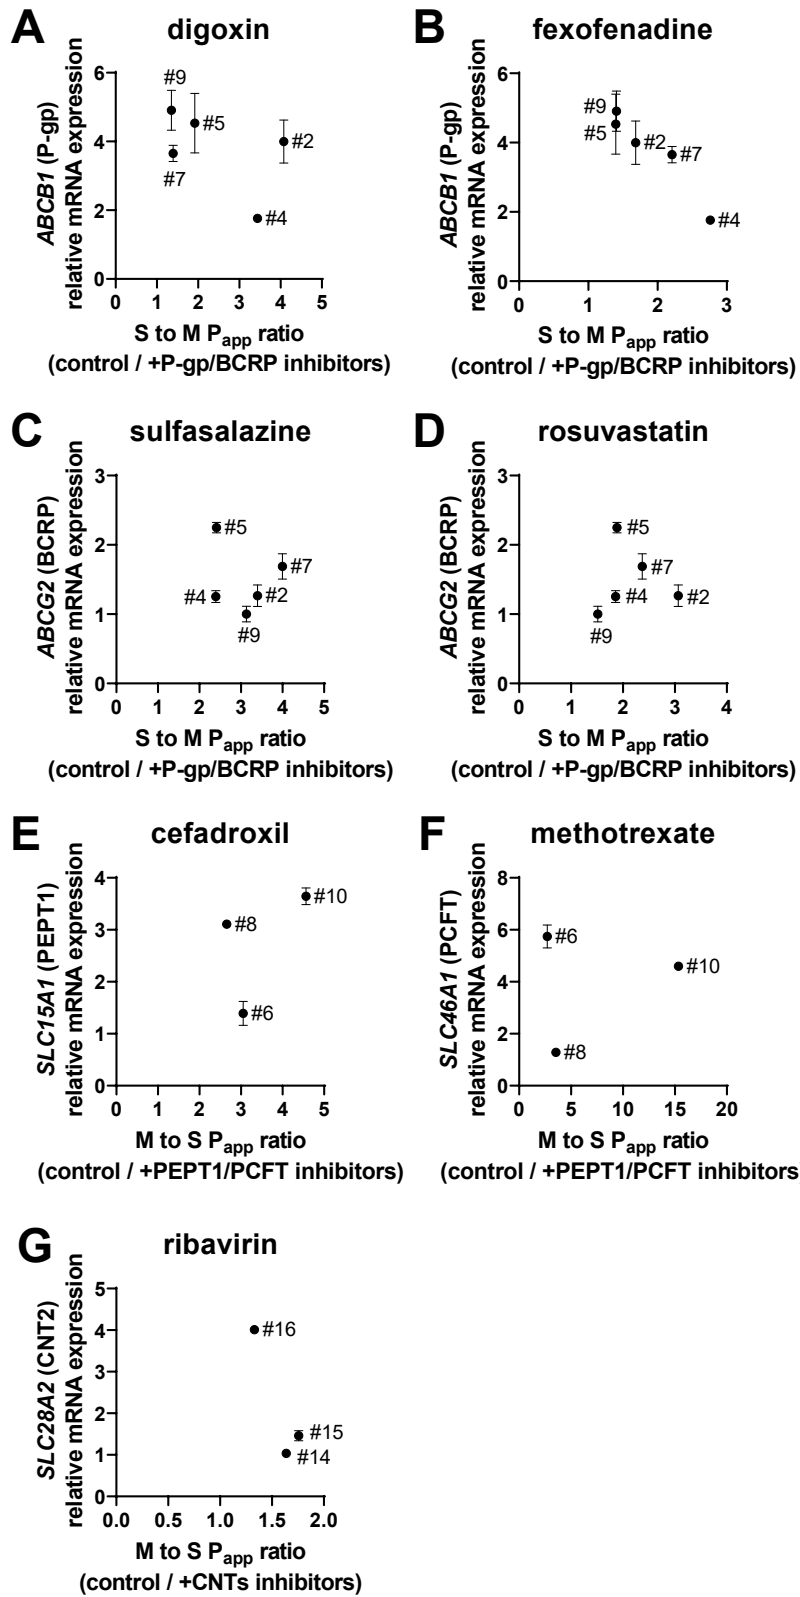 A
digoxin
ABCB1 (P-gp)
relative mRNA expression
6
4
2
0
#9
#5
#2
#7
#4
0 1 2 3 4 5
S to M Papp ratio
(control / +P-gp/BCRP inhibitors)
B
fexofenadine
ABCB1 (P-gp)
relative mRNA expression
6
4
2
0
#9
#5
#2
#7
#4
0 1 2 3
S to M Papp ratio
(control / +P-gp/BCRP inhibitors)
C
sulfasalazine
ABCG2 (BCRP)
relative mRNA expression
3
2
1
0
#5
#7
#4
#2
#9
0 1 2 3 4 5
S to M Papp ratio
(control / +P-gp/BCRP inhibitors)
D
rosuvastatin
ABCG2 (BCRP)
relative mRNA expression
3
2
1
0
#5
#7
#4
#2
#9
0 1 2 3 4
S to M Papp ratio
(control / +P-gp/BCRP inhibitors)
E
cefadroxil
SLC15A1 (PEPT1)
relative mRNA expression
4
3
2
1
0
#10
#8
#6
0 1 2 3 4 5
M to S Papp ratio
(control / +PEPT1/PCFT inhibitors)
F
methotrexate
SLC46A1 (PCFT)
relative mRNA expression
8
6
4
2
0
#6
#10
#8
0 5 10 15 20
M to S Papp ratio
(control / +PEPT1/PCFT inhibitors)
G
ribavirin
SLC28A2 (CNT2)
relative mRNA expression
5
4
3
2
1
0
#16
#15
#14
0.0 0.5 1.0 1.5 2.0
M to S Papp ratio
(control / +CNTs inhibitors)